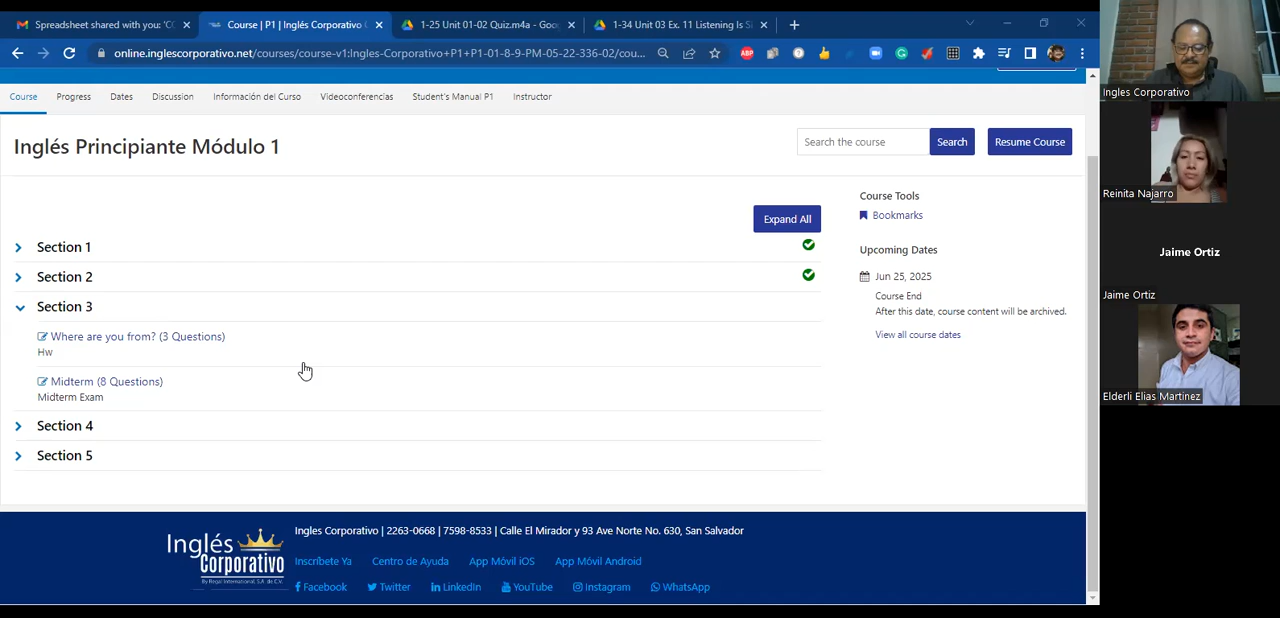 Spreadsheet shared with you: "CC
Course | P1 | Inglés Corporativo
1-25 Unit 01-02 Quiz.m4a - Goo
1-34 Unit 03 Ex. 11 Listening Is Si
online.inglescorporativo.net/courses/course-v1:Ingles-Corporativo+P1+P1-01-8-9-PM-05-22-336-02/cou...
ABP
Course
Progress
Dates
Discussion
Información del Curso
Videoconferencias
Student's Manual P1
Instructor
Inglés Principiante Módulo 1
Search the course
Search
Resume Course
Expand All
Section 1
Section 2
Section 3
Where are you from? (3 Questions)
Hw
Midterm (8 Questions)
Midterm Exam
Section 4
Section 5
Course Tools
Bookmarks
Upcoming Dates
Jun 25, 2025
Course End
After this date, course content will be archived.
View all course dates
Inglés
Corporativo
By Regal International, S.A. de C.V.
Ingles Corporativo | 2263-0668 | 7598-8533 | Calle El Mirador y 93 Ave Norte No. 630, San Salvador
Inscríbete Ya
Centro de Ayuda
App Móvil iOS
App Móvil Android
Facebook
Twitter
LinkedIn
YouTube
Instagram
WhatsApp
Ingles Corporativo
Reinita Najarro
Jaime Ortiz
Jaime Ortiz
Elderli Elias Martinez